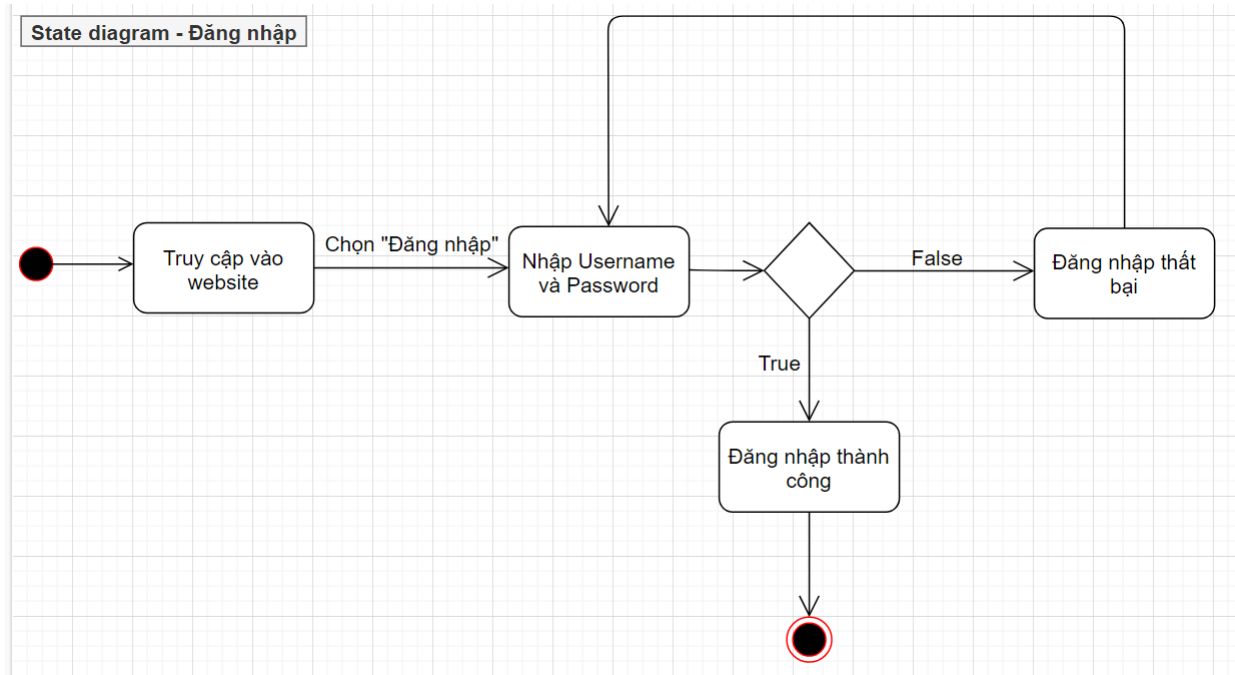 State diagram - Đăng nhập
Truy cập vào
website
Chọn "Đăng nhập"
Nhập Username
và Password
False
Đăng nhập thất
bại
True
Đăng nhập thành
công